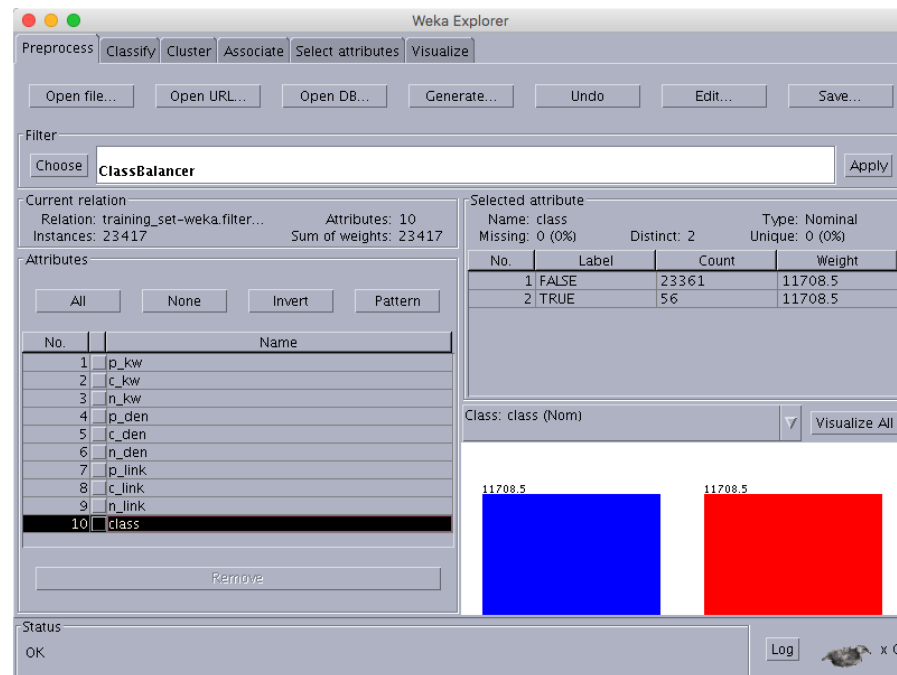 Weka Explorer
Preprocess Classify Cluster Associate Select attributes Visualize
Open file... Open URL... Open DB... Generate... Undo Edit... Save...
Filter
Choose ClassBalancer Apply
Current relation
Relation: training_set-weka.filter... Attributes: 10
Instances: 23417 Sum of weights: 23417
Attributes
All None Invert Pattern
No. Name
1 p_kw
2 c_kw
3 n_kw
4 p_den
5 c_den
6 n_den
7 p_link
8 c_link
9 n_link
10 class
Remove
Selected attribute
Name: class Type: Nominal
Missing: 0 (0%) Distinct: 2 Unique: 0 (0%)
No. Label Count Weight
1 FALSE 23361 11708.5
2 TRUE 56 11708.5
Class: class (Nom) Visualize All
11708.5 11708.5
Status
OK
Log x